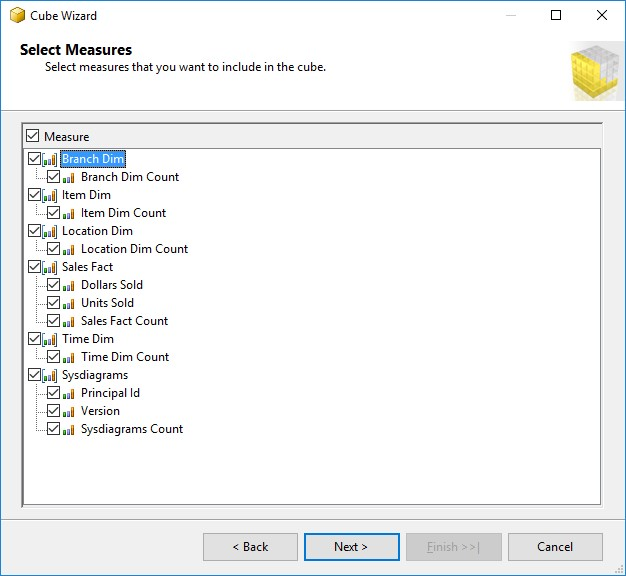 Cube Wizard
Select Measures
Select measures that you want to include in the cube.
Measure
Branch Dim
Branch Dim Count
Item Dim
Item Dim Count
Location Dim
Location Dim Count
Sales Fact
Dollars Sold
Units Sold
Sales Fact Count
Time Dim
Time Dim Count
Sysdiagrams
Principal Id
Version
Sysdiagrams Count
< Back Next > Finish >>| Cancel